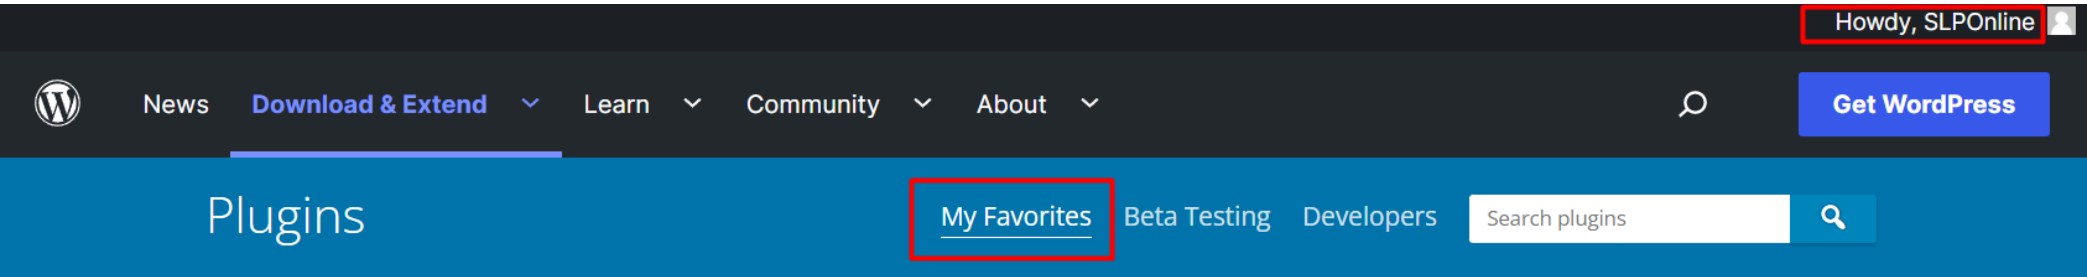 Howdy, SLPOnline
News Download & Extend Learn Community About Get WordPress
Plugins My Favorites Beta Testing Developers Search plugins